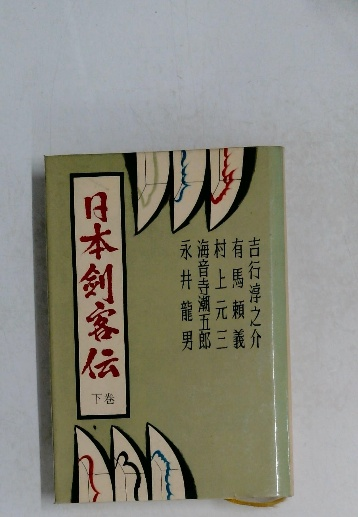 日本剣客伝
下巻
吉行淳之介
有馬頼義
村上元三
海音寺潮五郎
永井龍男